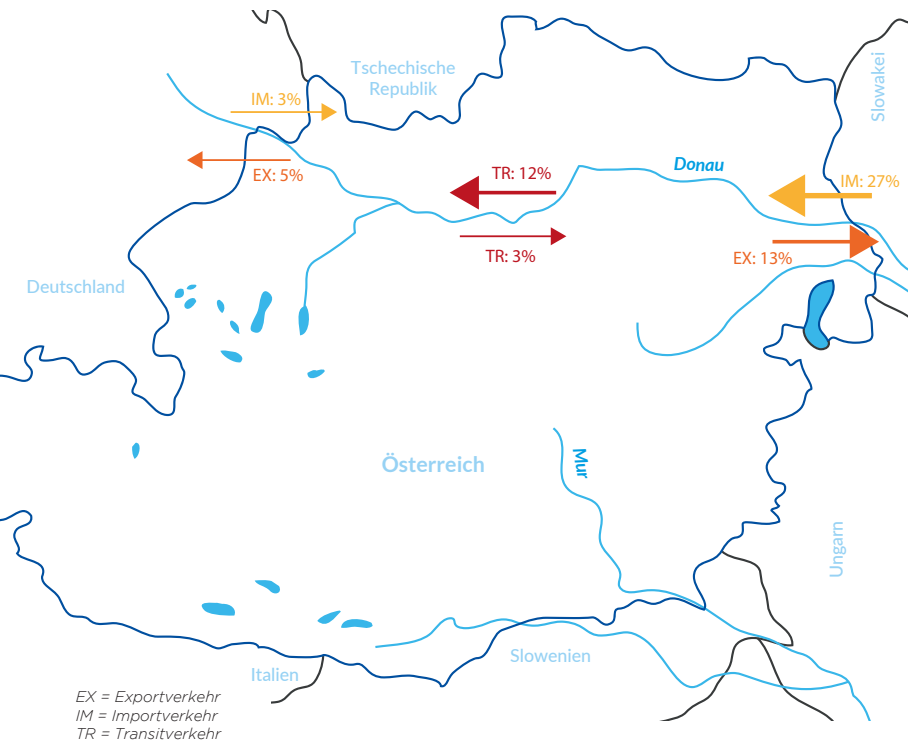 Tschechische
Republik
Slowakei
IM: 3%
EX: 5%
TR: 12%
Donau
IM: 27%
TR: 3%
EX: 13%
Deutschland
Österreich
Mur
Ungarn
Slowenien
Italien
EX = Exportverkehr
IM = Importverkehr
TR = Transitverkehr